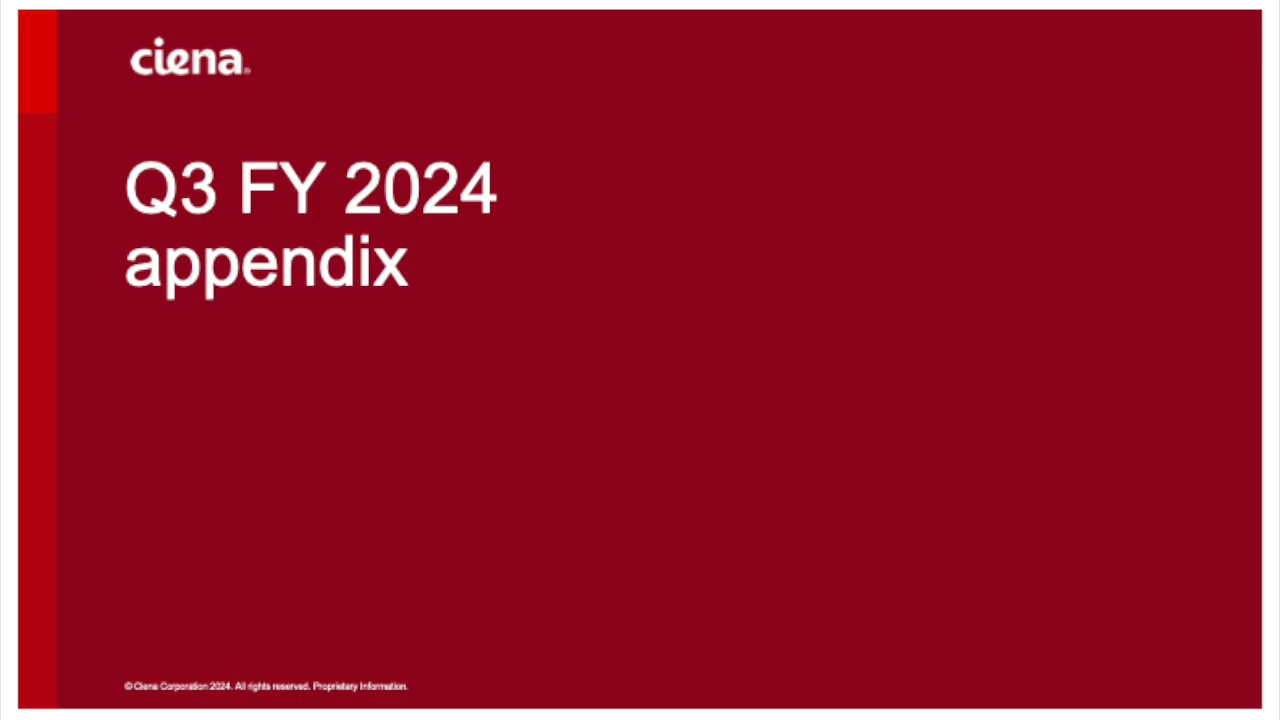 ciena®
Q3 FY 2024
appendix
© Ciena Corporation 2024. All rights reserved. Proprietary Information.